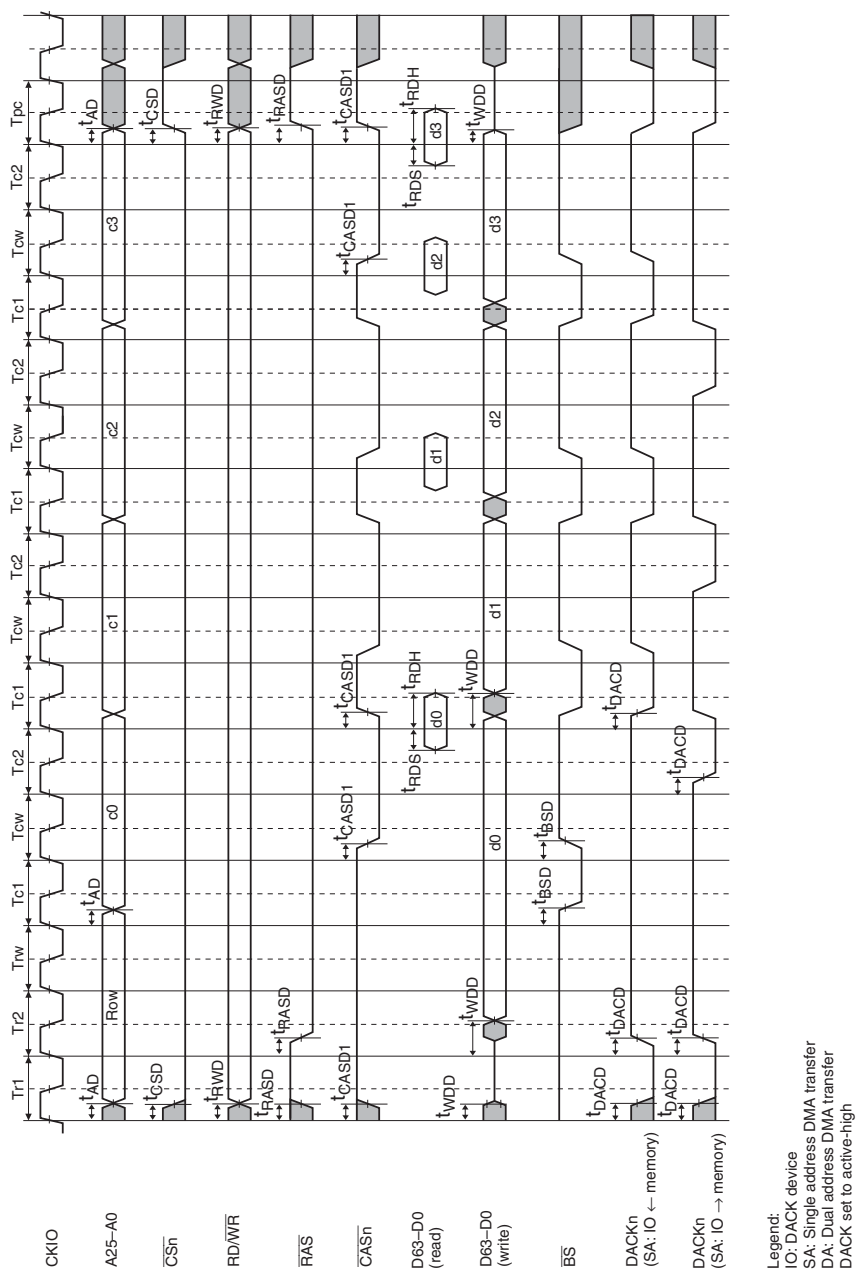 Tr1 Tr2 Trw Tc1 Tcw Tc2 Tc1 Tcw Tc2 Tc1 Tcw Tc2 Tc1 Tcw Tc2 Tpc
CKIO
tAD tAD tAD
A25–A0 Row c0 c1 c2 c3
tCSD tCSD
CSn
tRWD tRWD
RD/WR
tRASD tRASD tRASD
RAS
tCASD1 tCASD1 tCASD1 tCASD1 tCASD1
CASn
tRDS tRDH tRDS tRDH
D63–D0
(read) d0 d1 d2 d3
tWDD tWDD tWDD tWDD
D63–D0
(write) d0 d1 d2 d3
tBSD tBSD
BS
tDACD tDACD tDACD
DACKn
(SA: IO ← memory)
tDACD tDACD tDACD
DACKn
(SA: IO → memory)
Legend:
IO: DACK device
SA: Single address DMA transfer
DA: Dual address DMA transfer
DACK set to active-high